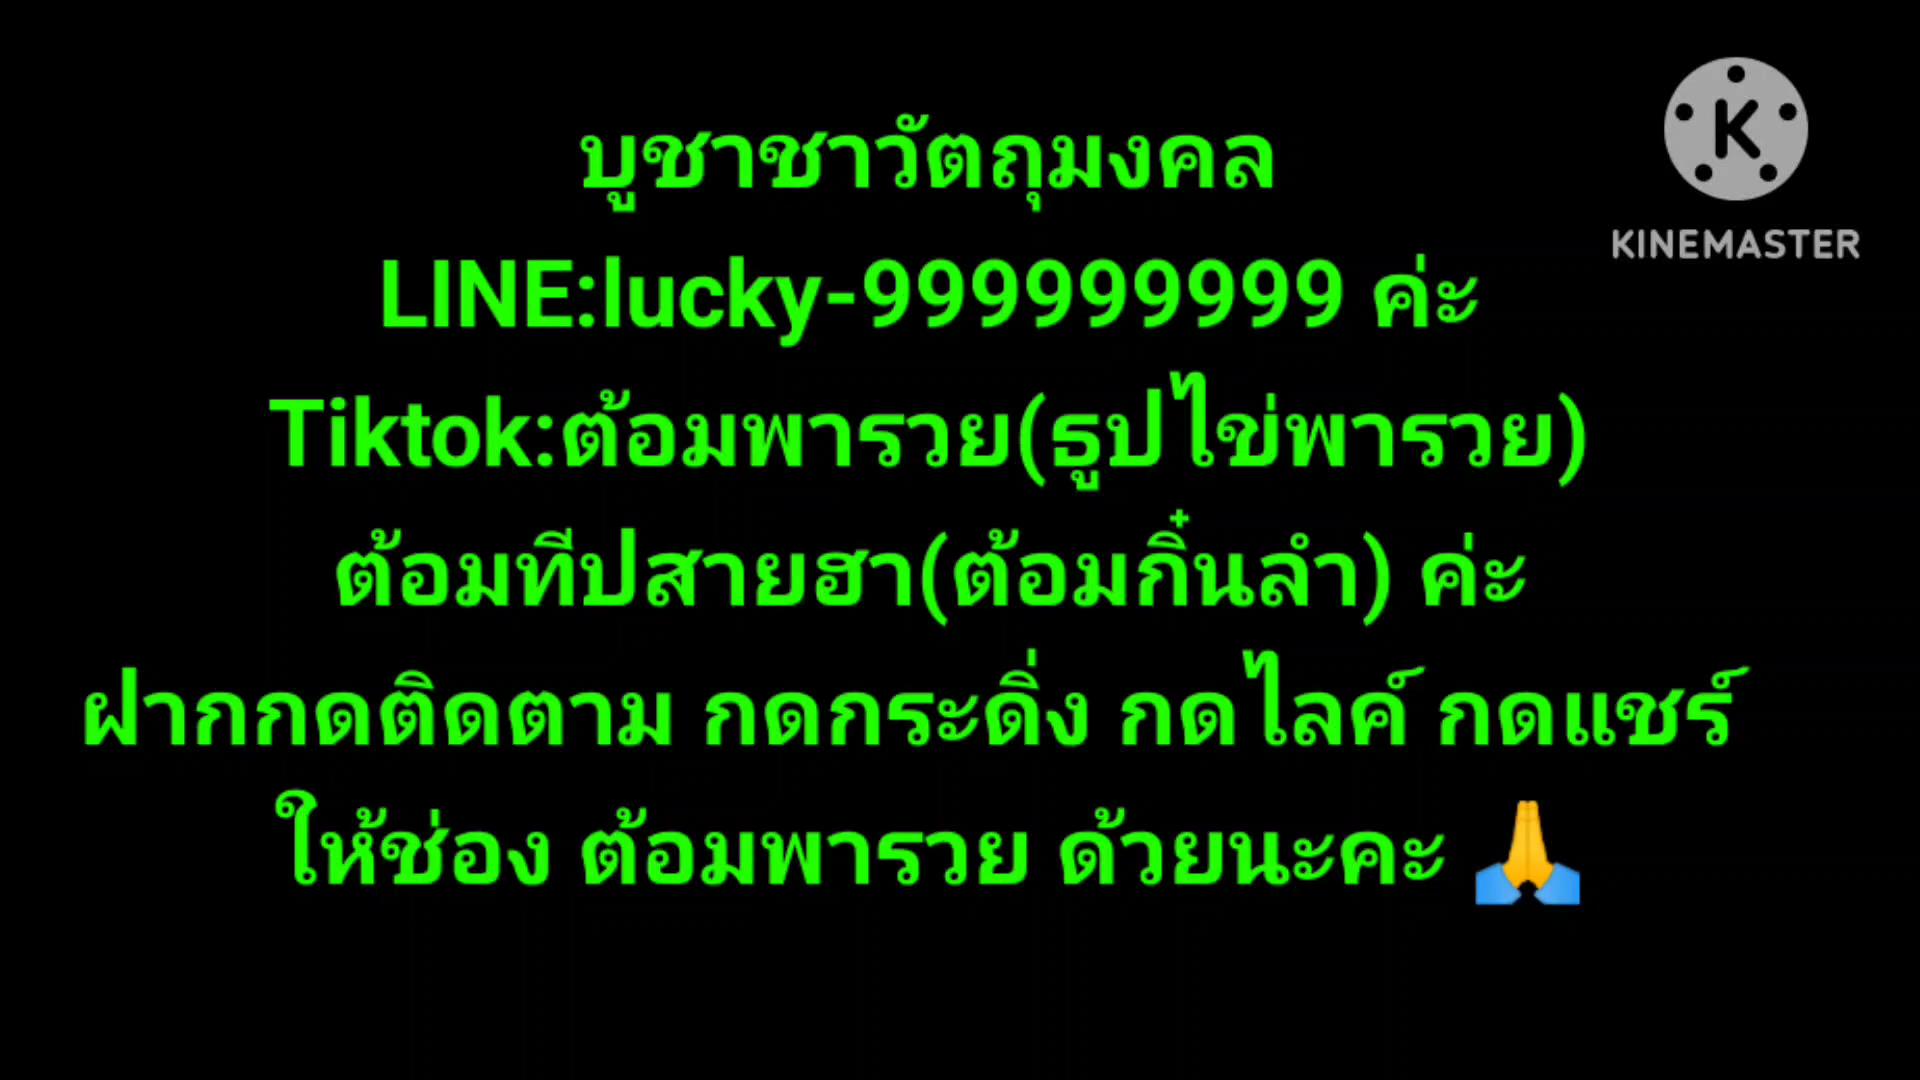 บูชาชาวัตถุมงคล
LINE:lucky-999999999 ค่ะ
Tiktok:ต้อมพารวย(ธูปไข่พารวย)
ต้อมทีปสายฮา(ต้อมกิ๋นลำ) ค่ะ
ฝากกดติดตาม กดกระดิ่ง กดไลค์ กดแชร์
ให้ช่อง ต้อมพารวย ด้วยนะคะ 🙏
K
KINEMASTER